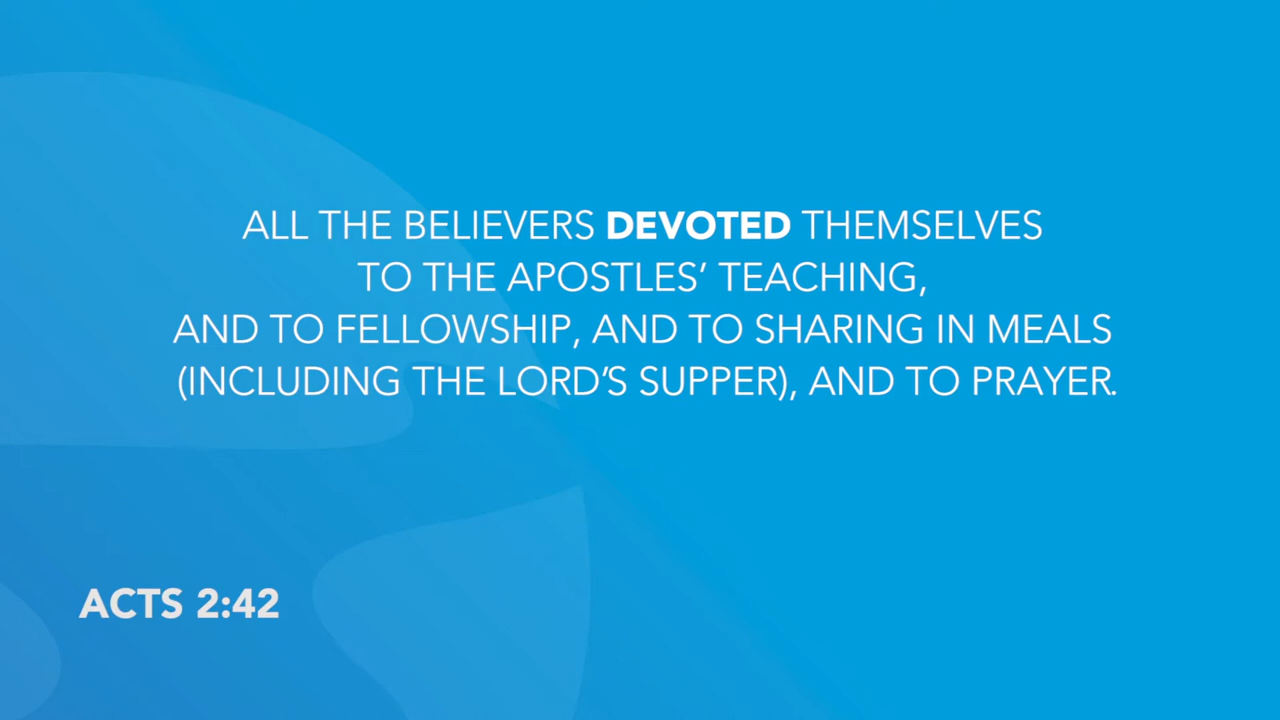 ALL THE BELIEVERS DEVOTED THEMSELVES
TO THE APOSTLES’ TEACHING,
AND TO FELLOWSHIP, AND TO SHARING IN MEALS
(INCLUDING THE LORD’S SUPPER), AND TO PRAYER.
ACTS 2:42